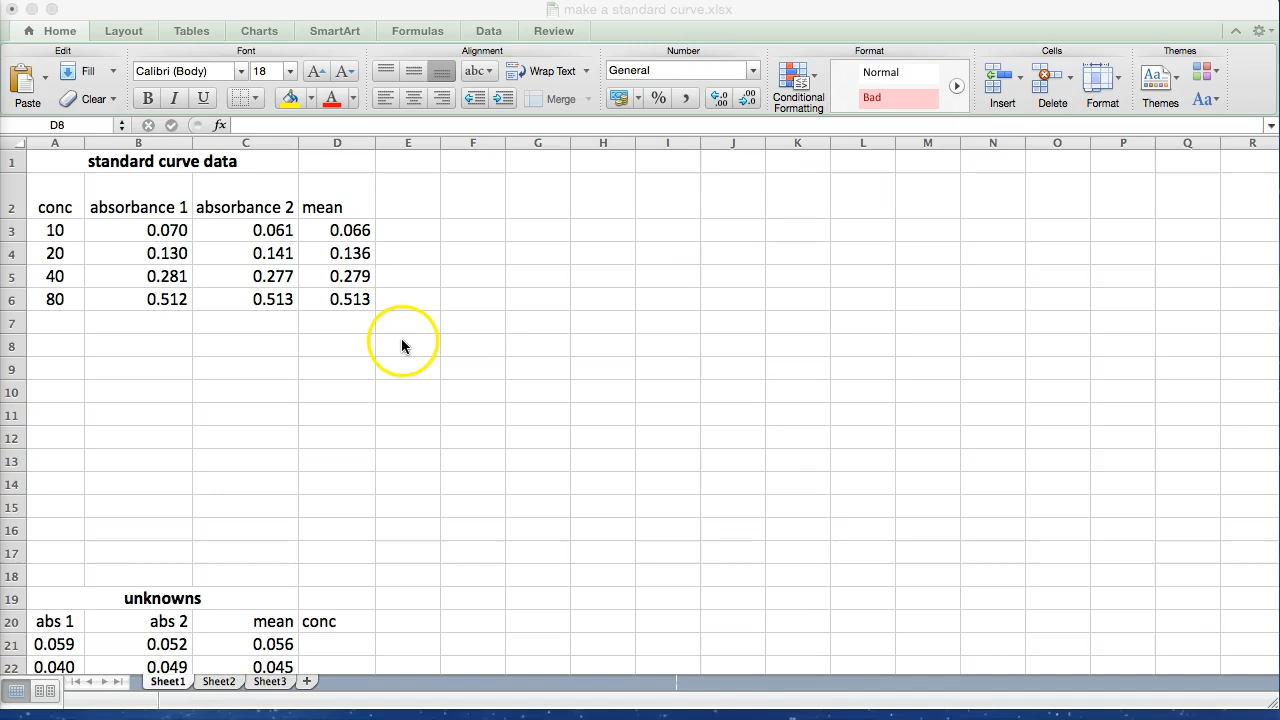 make a standard curve.xlsx
Home Layout Tables Charts SmartArt Formulas Data Review
Edit Font Alignment Number Format Cells Themes
Paste Fill Clear Calibri (Body) 18 A A abc Wrap Text General Conditional Formatting Normal Insert Delete Format Themes Aa
B I U A Merge % , Bad Aa
D8 fx
A B C D E F G H I J K L M N O P Q R
1 standard curve data
2 conc absorbance 1 absorbance 2 mean
3 10 0.070 0.061 0.066
4 20 0.130 0.141 0.136
5 40 0.281 0.277 0.279
6 80 0.512 0.513 0.513
7
8
9
10
11
12
13
14
15
16
17
18
19 unknowns
20 abs 1 abs 2 mean conc
21 0.059 0.052 0.056
22 0.040 0.049 0.045
Sheet1 Sheet2 Sheet3 +